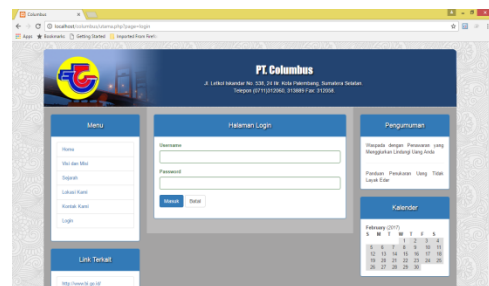 Columbus
localhost/columbus/utama.php?page=login
Apps
Bookmarks
Getting Started
Imported From Firef
PT. Columbus
Jl. Letkol Iskandar No. 538, 24 Ilir, Kota Palembang, Sumatera Selatan
Telepon (0711)312060, 313889 Fax: 312058
Menu
Home
Visi dan Misi
Sejarah
Lokasi Kami
Kontak Kami
Login
Link Terkait
http://www.bi.go.id/
Halaman Login
Username
Password
Masuk
Batal
Pengumuman
Waspada dengan Penawaran yang
Menggiurkan Lindungi Uang Anda
Panduan Penukaran Uang Tidak
Layak Edar
Kalender
February (2017)
S M T W T F S
1 2 3 4
5 6 7 8 9 10 11
12 13 14 15 16 17 18
19 20 21 22 23 24 25
26 27 28 29 30